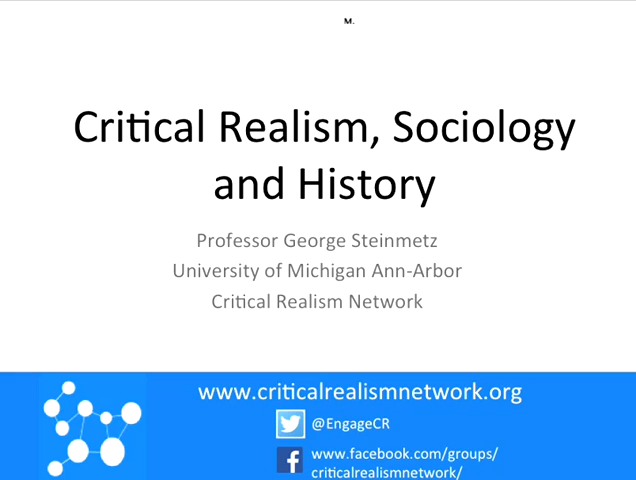 M.
Critical Realism, Sociology
and History
Professor George Steinmetz
University of Michigan Ann-Arbor
Critical Realism Network
www.criticalrealismnetwork.org
@EngageCR
www.facebook.com/groups/
criticalrealismnetwork/